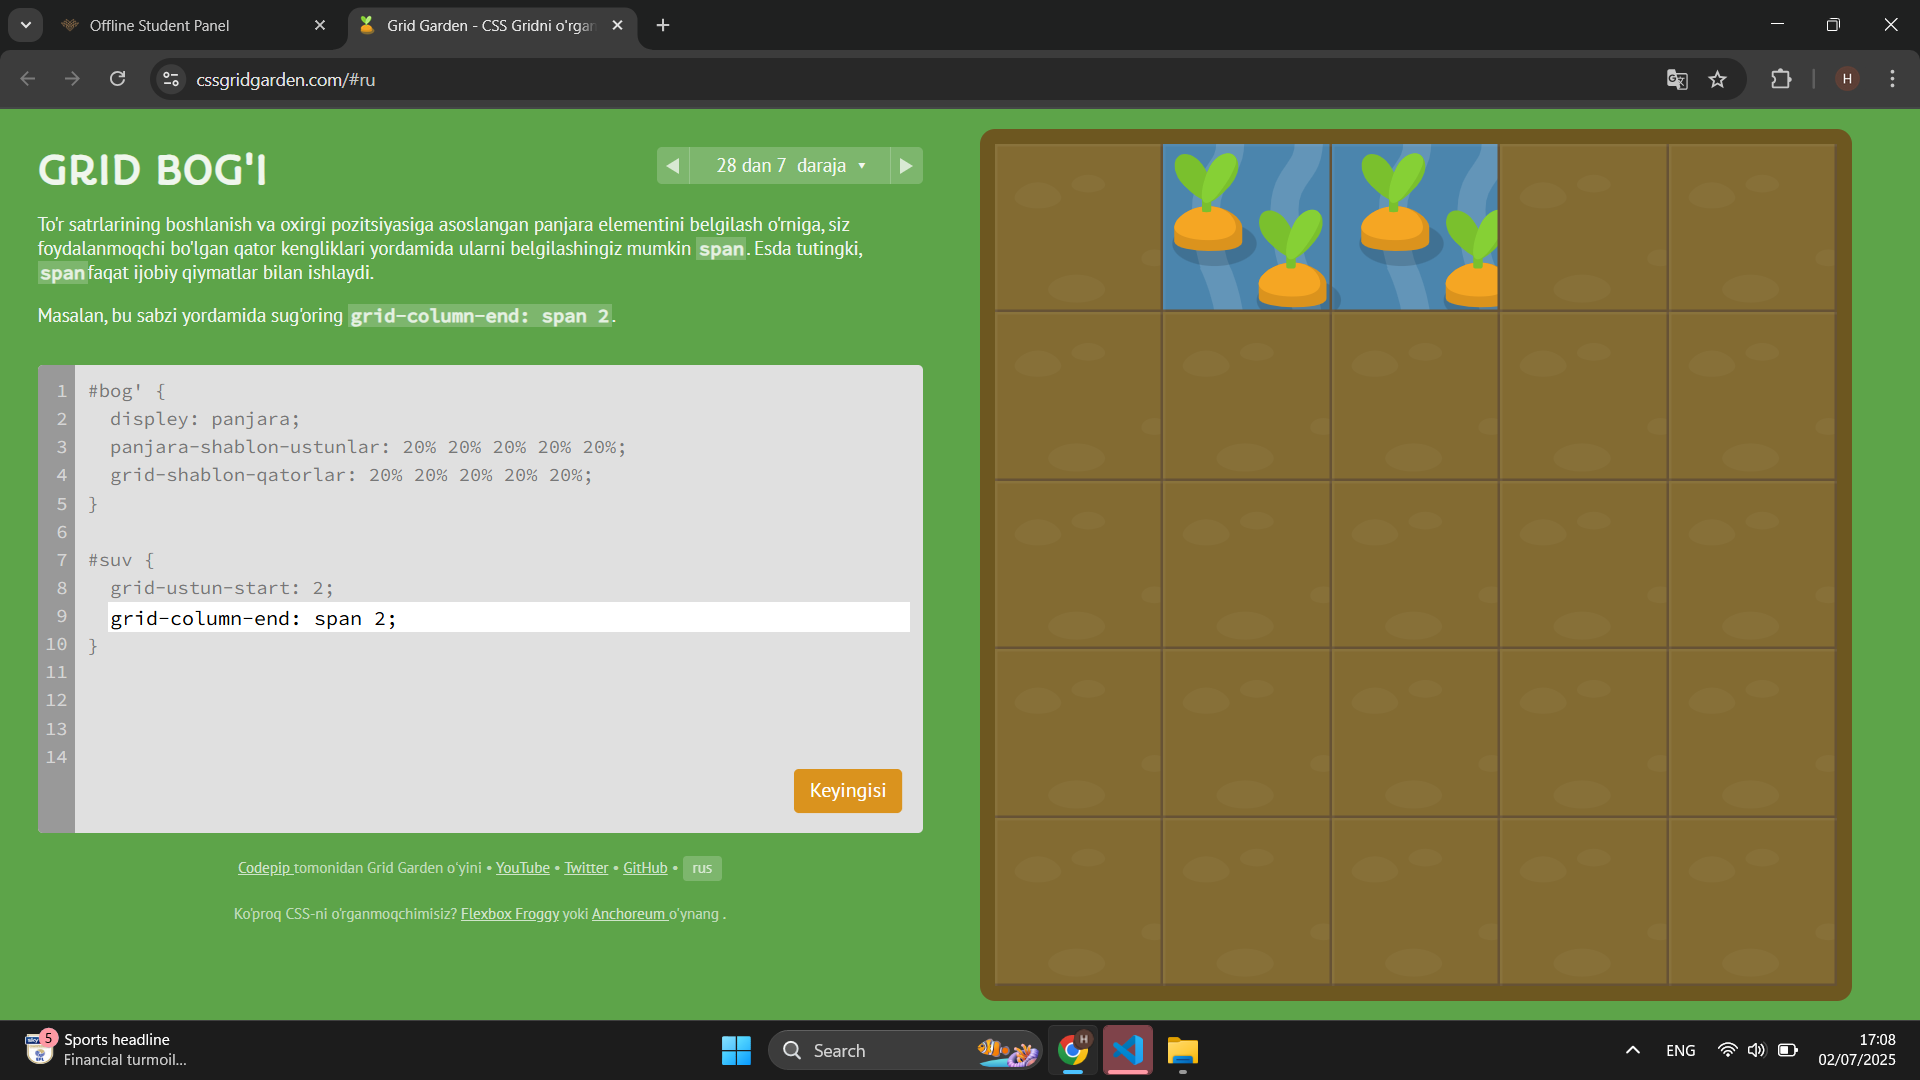 Offline Student Panel
Grid Garden - CSS Gridni o'rgan
cssgridgarden.com/#ru
H
GRID BOG'I
28 dan 7 daraja
To'r satrlarining boshlanish va oxirgi pozitsiyasiga asoslangan panjara elementini belgilash o'rniga, siz
foydalanmoqchi bo'lgan qator kengliklari yordamida ularni belgilashingiz mumkin span. Esda tutingki,
span faqat ijobiy qiymatlar bilan ishlaydi.
Masalan, bu sabzi yordamida sug'oring grid-column-end: span 2.
1 #bog' {
2 displey: panjara;
3 panjara-shablon-ustunlar: 20% 20% 20% 20% 20%;
4 grid-shablon-qatorlar: 20% 20% 20% 20% 20%;
5 }
6
7 #suv {
8 grid-ustun-start: 2;
9 grid-column-end: span 2;
10 }
11
12
13
14
Keyingisi
Codepip tomonidan Grid Garden o'yini • YouTube • Twitter • GitHub • rus
Ko'proq CSS-ni o'rganmoqchimisiz? Flexbox Froggy yoki Anchoreum o'ynang .
5
Sports headline
Financial turmoil...
Search
H
ENG
17:08
02/07/2025